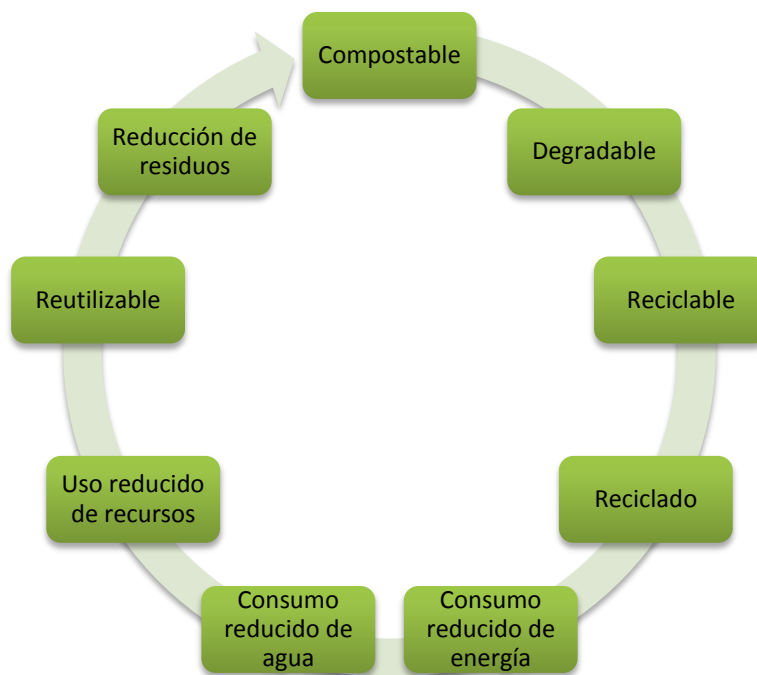 Compostable
Degradable
Reciclable
Reciclado
Consumo
reducido de
energía
Consumo
reducido de
agua
Uso reducido
de recursos
Reutilizable
Reducción de
residuos